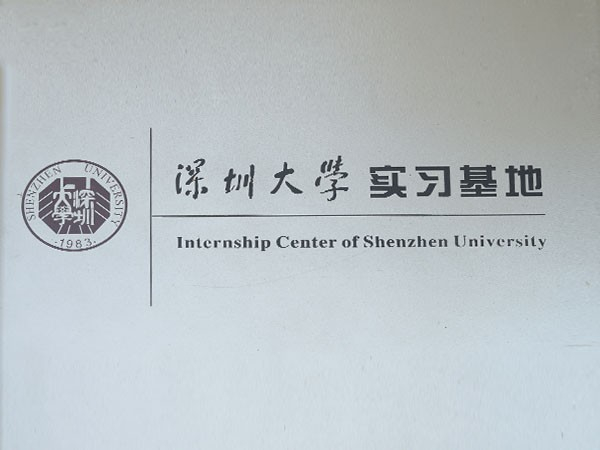 SHENZHEN UNIVERSITY
深圳大學
·1983·
深圳大學 实习基地
Internship Center of Shenzhen University